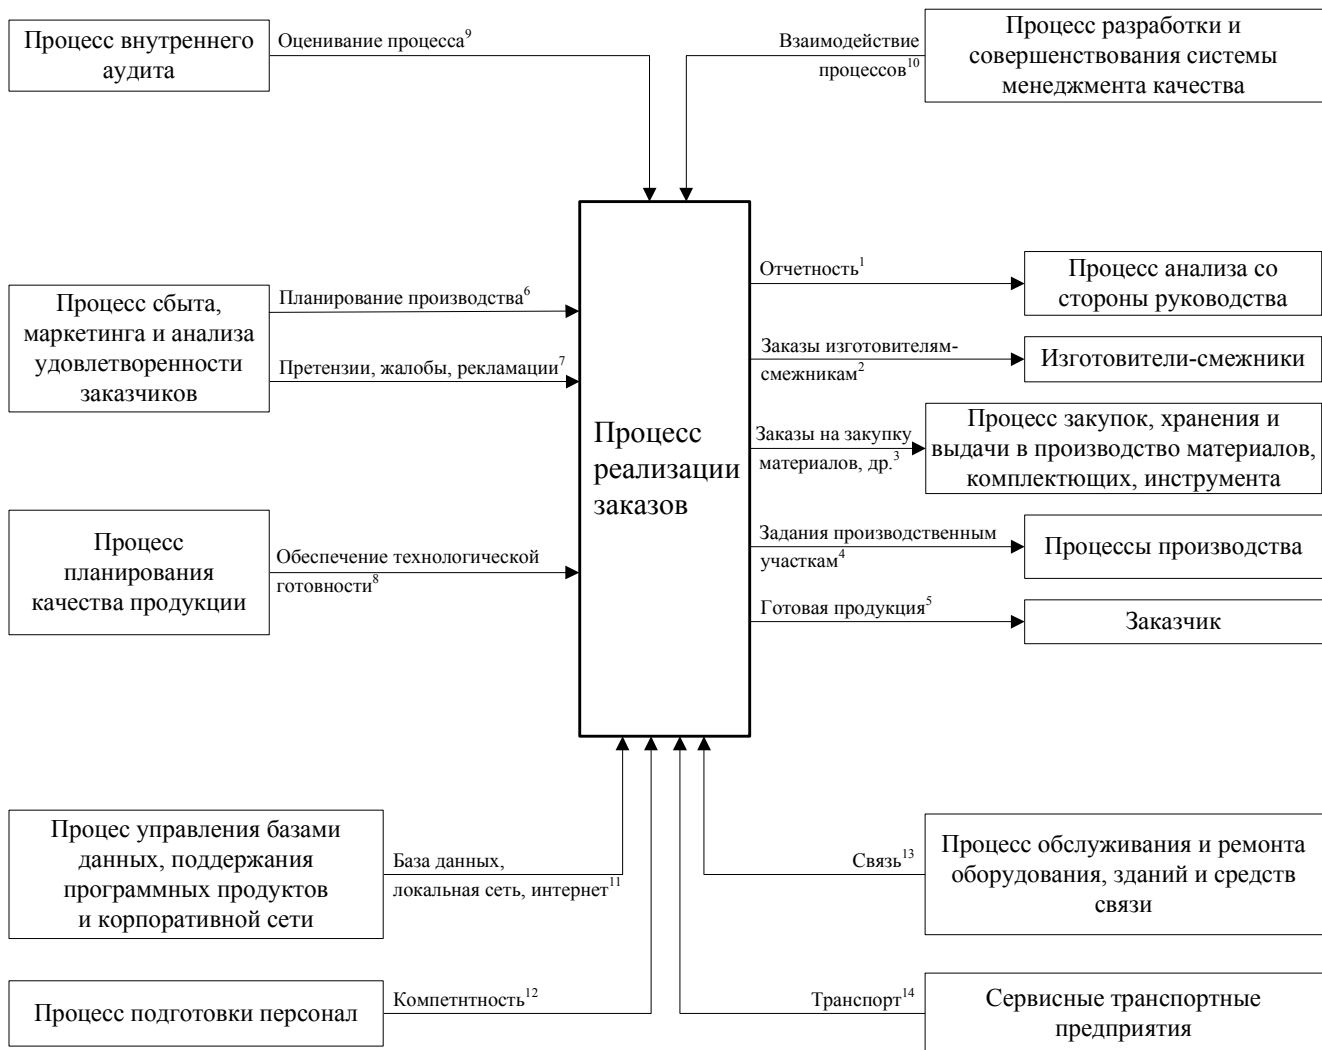 Процесс внутреннего
аудита
Оценивание процесса⁹
Взаимодействие
процессов¹⁰
Процесс разработки и
совершенствования системы
менеджмента качества
Процесс сбыта,
маркетинга и анализа
удовлетворенности
заказчиков
Планирование производства⁶
Претензии, жалобы, рекламации⁷
Процесс
планирования
качества продукции
Обеспечение технологической
готовности⁸
Процесс
реализации
заказов
Отчетность¹
Процесс анализа со
стороны руководства
Заказы изготовителям-
смежникам²
Изготовители-смежники
Заказы на закупку
материалов, др.³
Процесс закупок, хранения и
выдачи в производство материалов,
комплектющих, инструмента
Задания производственным
участкам⁴
Процессы производства
Готовая продукция⁵
Заказчик
Процес управления базами
данных, поддержания
программных продуктов
и корпоративной сети
База данных,
локальная сеть, интернет¹¹
Связь¹³
Процесс обслуживания и ремонта
оборудования, зданий и средств
связи
Процесс подготовки персонал
Компетнтность¹²
Транспорт¹⁴
Сервисные транспортные
предприятия